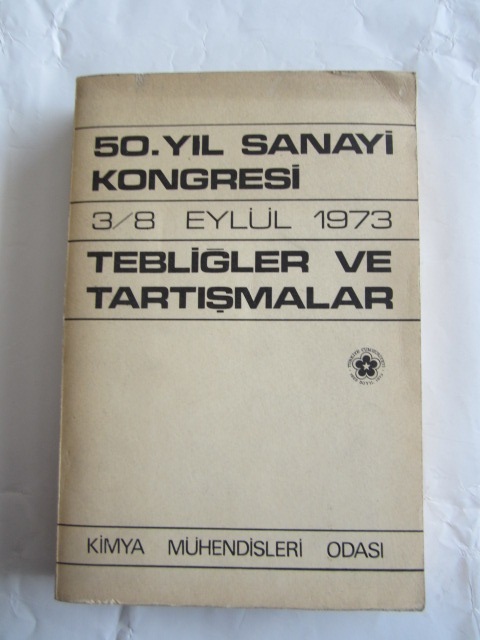 50. YIL SANAYİ
KONGRESİ
3/8 EYLÜL 1973
TEBLİĞLER VE
TARTIŞMALAR
KİMYA MÜHENDİSLERİ ODASI